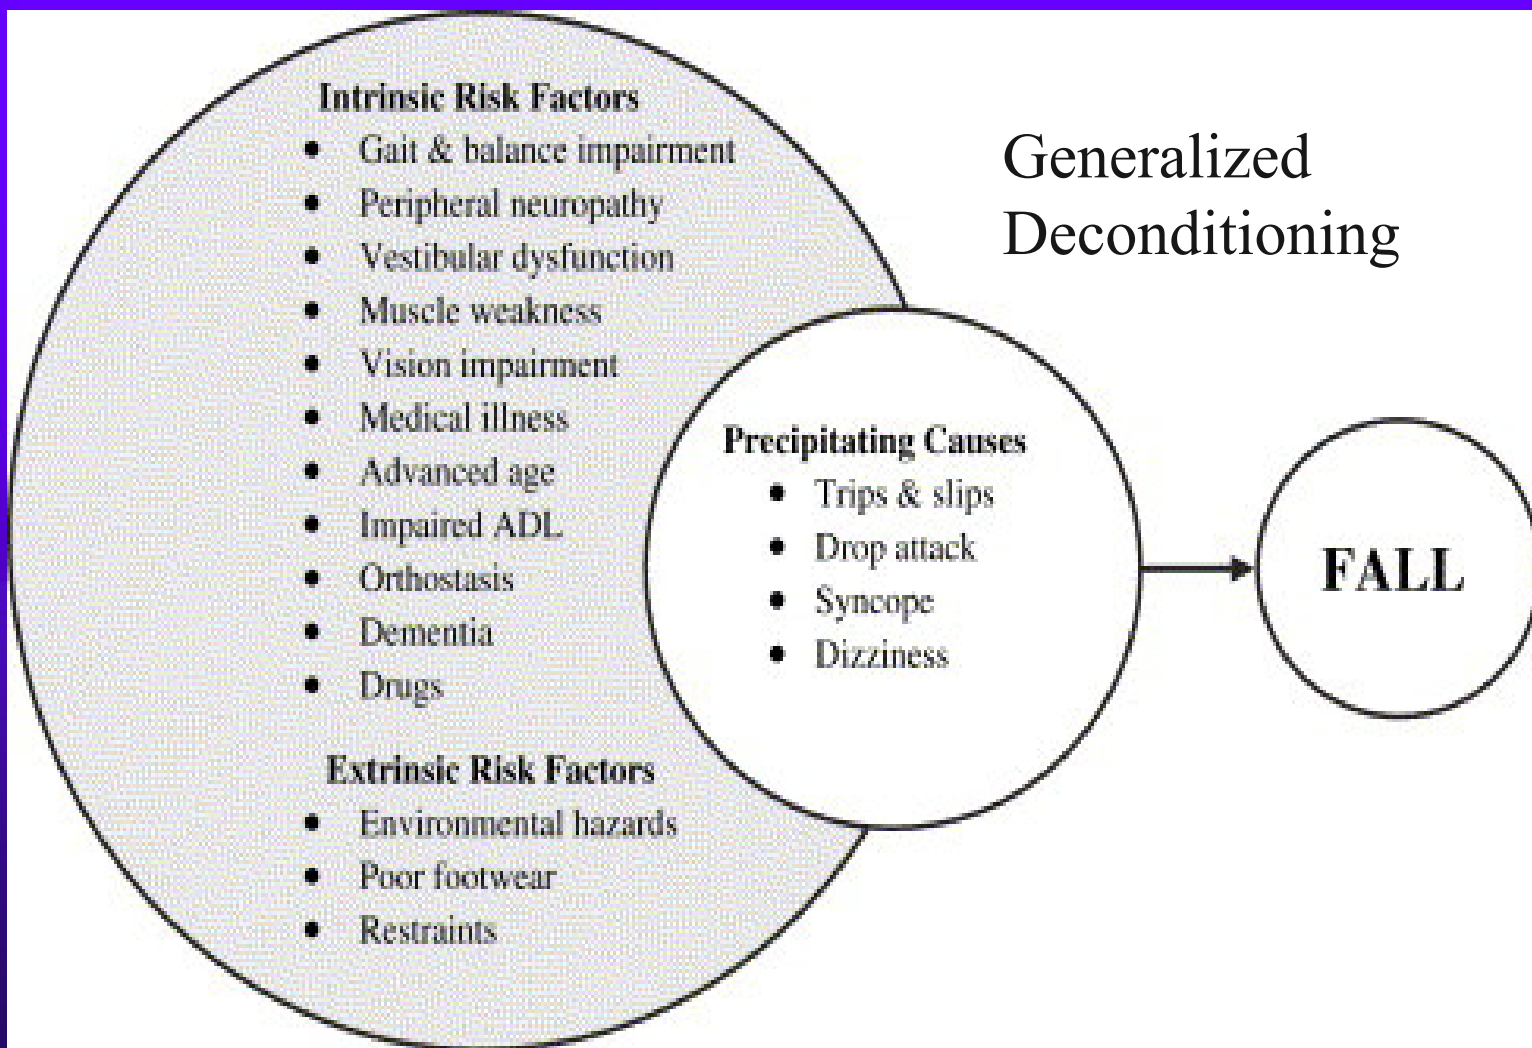 Intrinsic Risk Factors
• Gait & balance impairment
• Peripheral neuropathy
• Vestibular dysfunction
• Muscle weakness
• Vision impairment
• Medical illness
• Advanced age
• Impaired ADL
• Orthostasis
• Dementia
• Drugs
Extrinsic Risk Factors
• Environmental hazards
• Poor footwear
• Restraints
Generalized
Deconditioning
Precipitating Causes
• Trips & slips
• Drop attack
• Syncope
• Dizziness
FALL